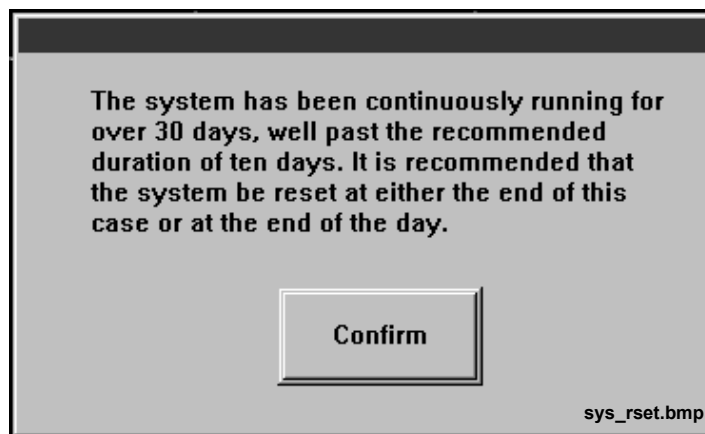 The system has been continuously running for
over 30 days, well past the recommended
duration of ten days. It is recommended that
the system be reset at either the end of this
case or at the end of the day.
Confirm
sys_rset.bmp